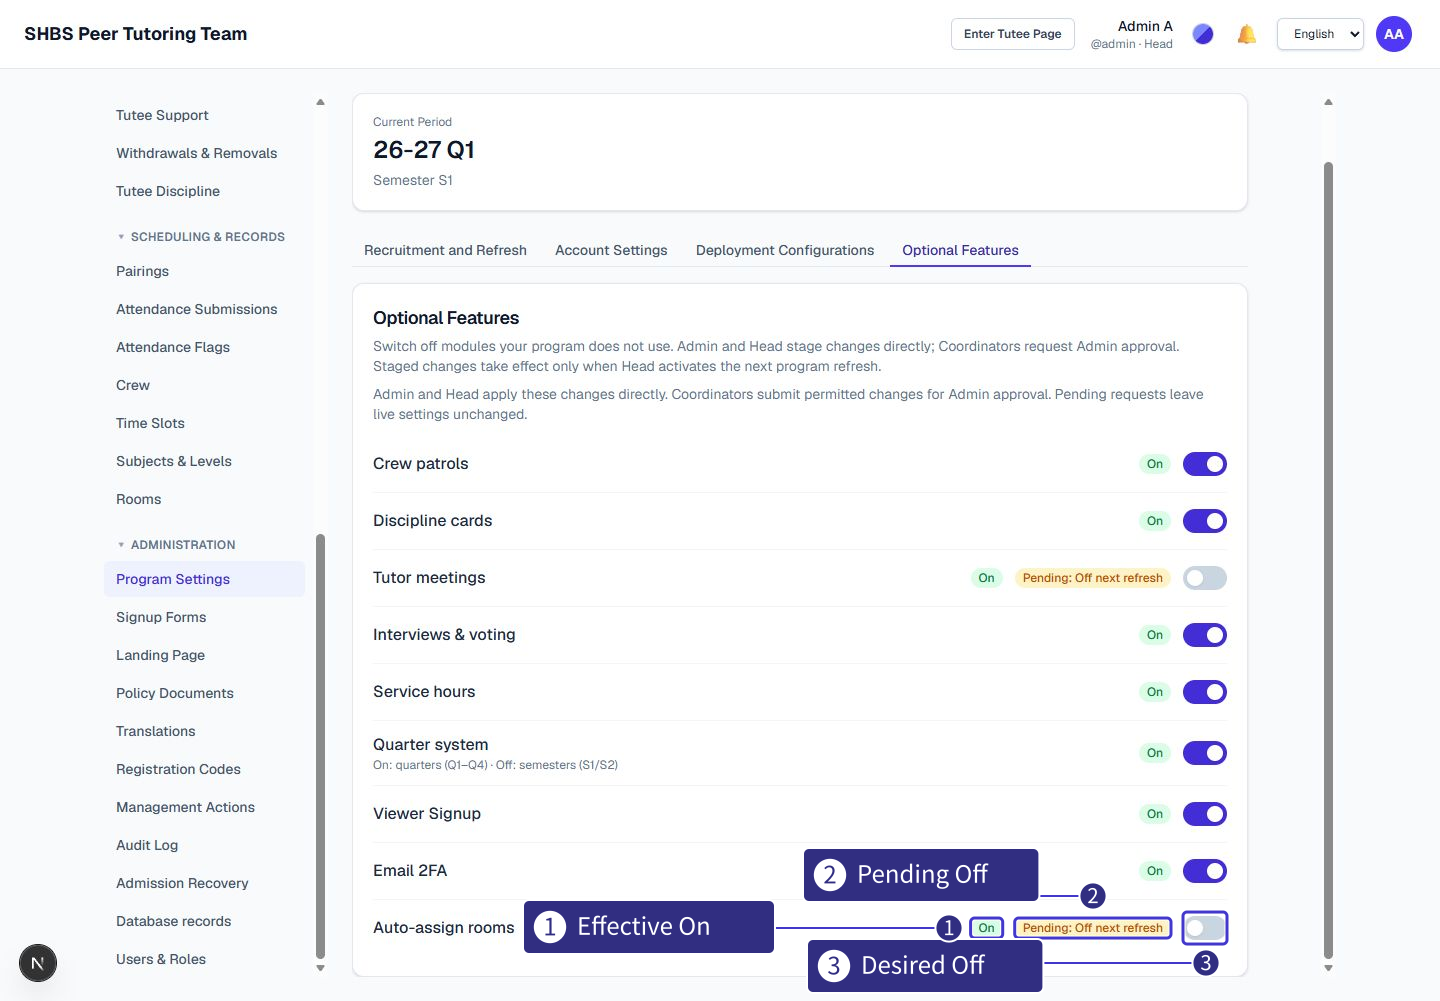 SHBS Peer Tutoring Team
Enter Tutee Page
Admin A
@admin · Head
English
AA
Tutee Support
Withdrawals & Removals
Tutee Discipline
SCHEDULING & RECORDS
Pairings
Attendance Submissions
Attendance Flags
Crew
Time Slots
Subjects & Levels
Rooms
ADMINISTRATION
Program Settings
Signup Forms
Landing Page
Policy Documents
Translations
Registration Codes
Management Actions
Audit Log
Admission Recovery
Database records
Users & Roles
N
Current Period
26-27 Q1
Semester S1
Recruitment and Refresh
Account Settings
Deployment Configurations
Optional Features
Optional Features
Switch off modules your program does not use. Admin and Head stage changes directly; Coordinators request Admin approval.
Staged changes take effect only when Head activates the next program refresh.
Admin and Head apply these changes directly. Coordinators submit permitted changes for Admin approval. Pending requests leave
live settings unchanged.
Crew patrols
On
Discipline cards
On
Tutor meetings
On
Pending: Off next refresh
Interviews & voting
On
Service hours
On
Quarter system
On: quarters (Q1–Q4) · Off: semesters (S1/S2)
On
Viewer Signup
On
Email 2FA
On
2 Pending Off
2
Auto-assign rooms
1 Effective On
1
On
Pending: Off next refresh
3 Desired Off
3